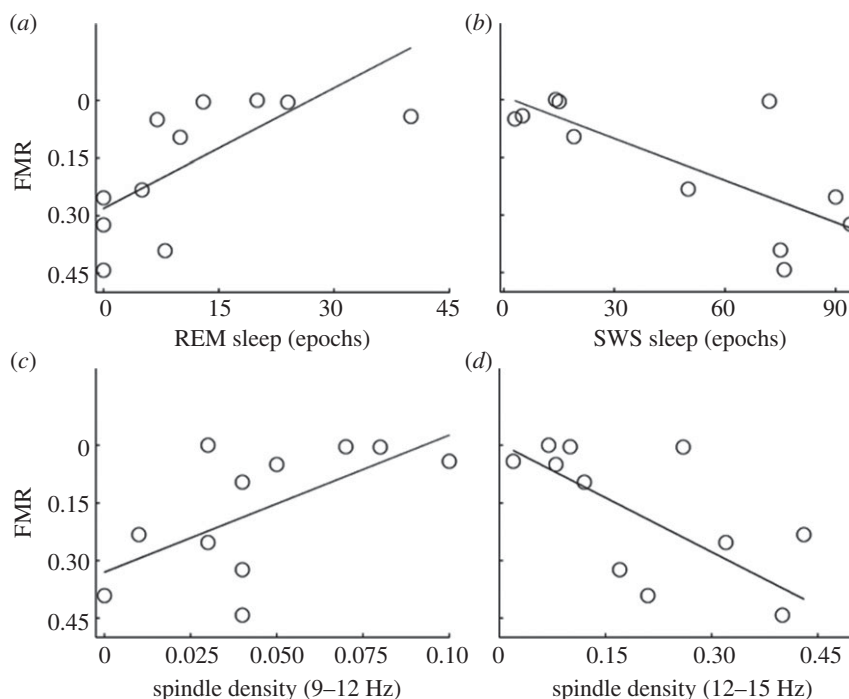 (a)
(b)
0
0.15
0.30
0.45
FMR
0 15 30 45
0 30 60 90
REM sleep (epochs)
SWS sleep (epochs)
(c)
(d)
0
0.15
0.30
0.45
FMR
0 0.025 0.050 0.075 0.10
0 0.15 0.30 0.45
spindle density (9–12 Hz)
spindle density (12–15 Hz)